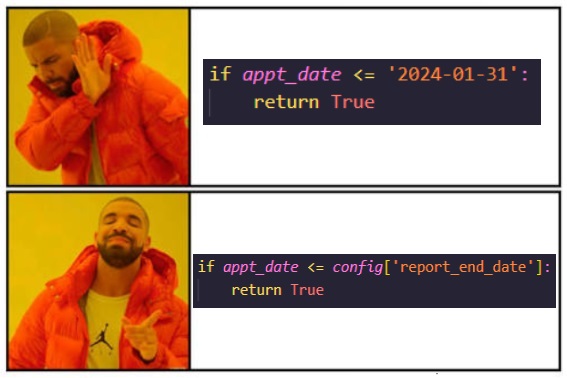 if appt_date <= '2024-01-31':
return True
if appt_date <= config['report_end_date']:
return True